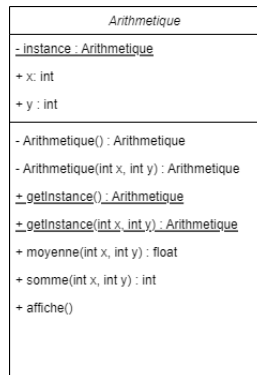 Arithmetique
- instance : Arithmetique
+ x: int
+ y : int
- Arithmetique() : Arithmetique
- Arithmetique(int x, int y) : Arithmetique
+ getInstance() : Arithmetique
+ getInstance(int x, int y) : Arithmetique
+ moyenne(int x, int y) : float
+ somme(int x, int y) : int
+ affiche()